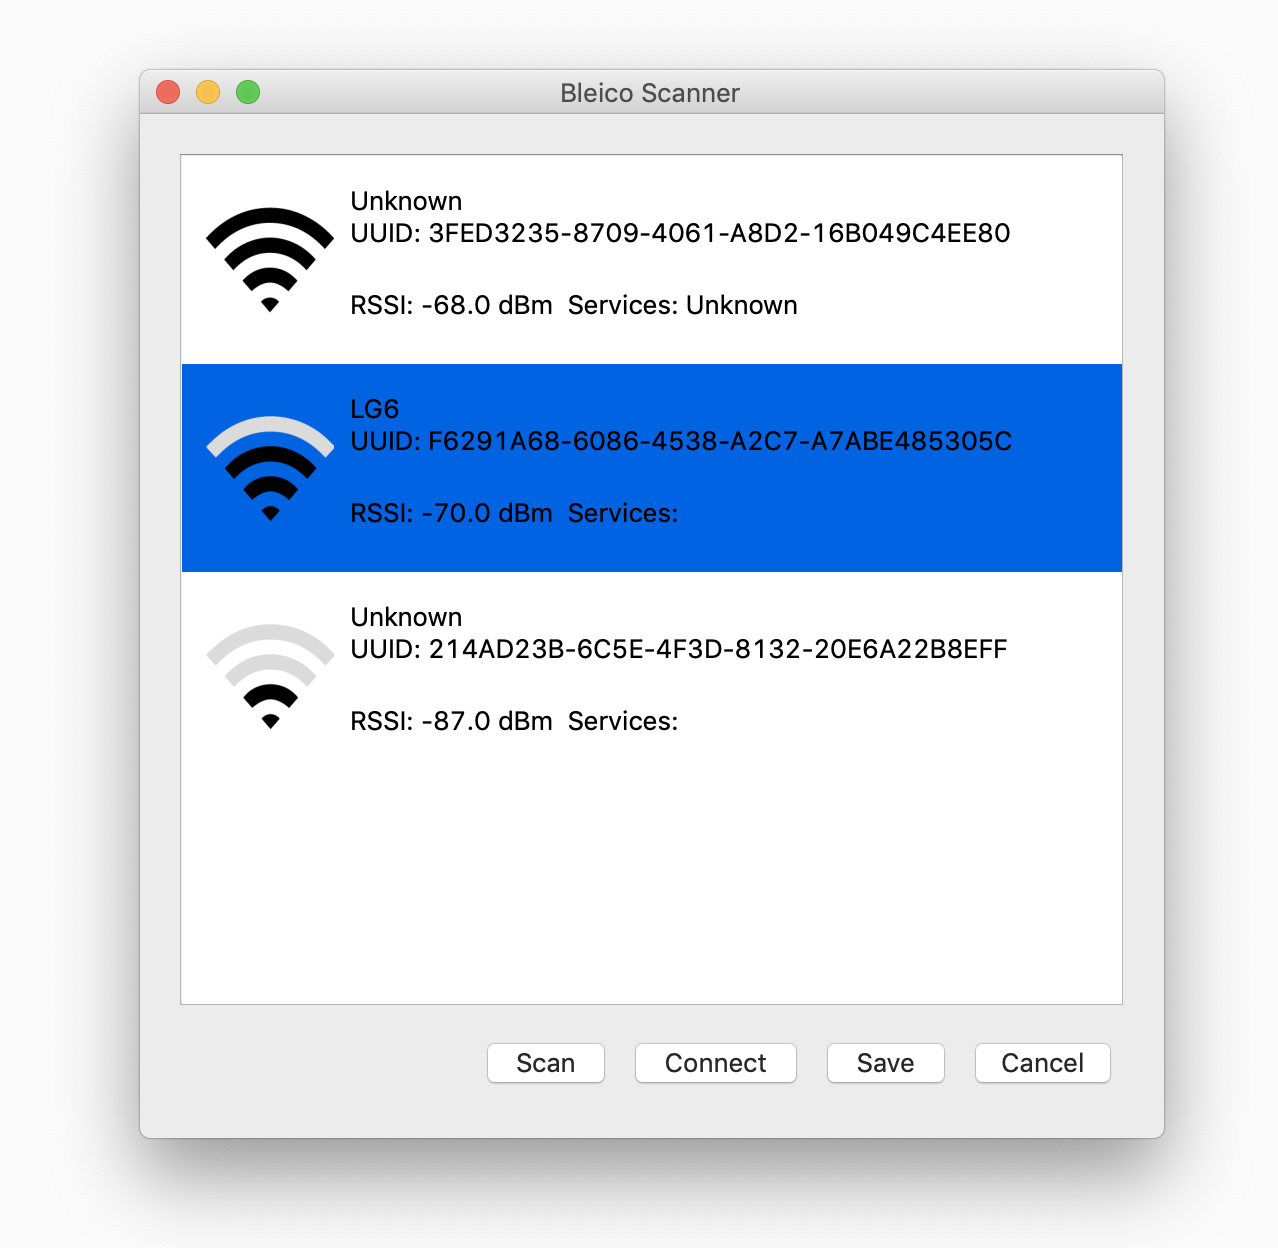 Bleico Scanner
Unknown
UUID: 3FED3235-8709-4061-A8D2-16B049C4EE80
RSSI: -68.0 dBm  Services: Unknown
LG6
UUID: F6291A68-6086-4538-A2C7-A7ABE485305C
RSSI: -70.0 dBm  Services:
Unknown
UUID: 214AD23B-6C5E-4F3D-8132-20E6A22B8EFF
RSSI: -87.0 dBm  Services:
Scan Connect Save Cancel